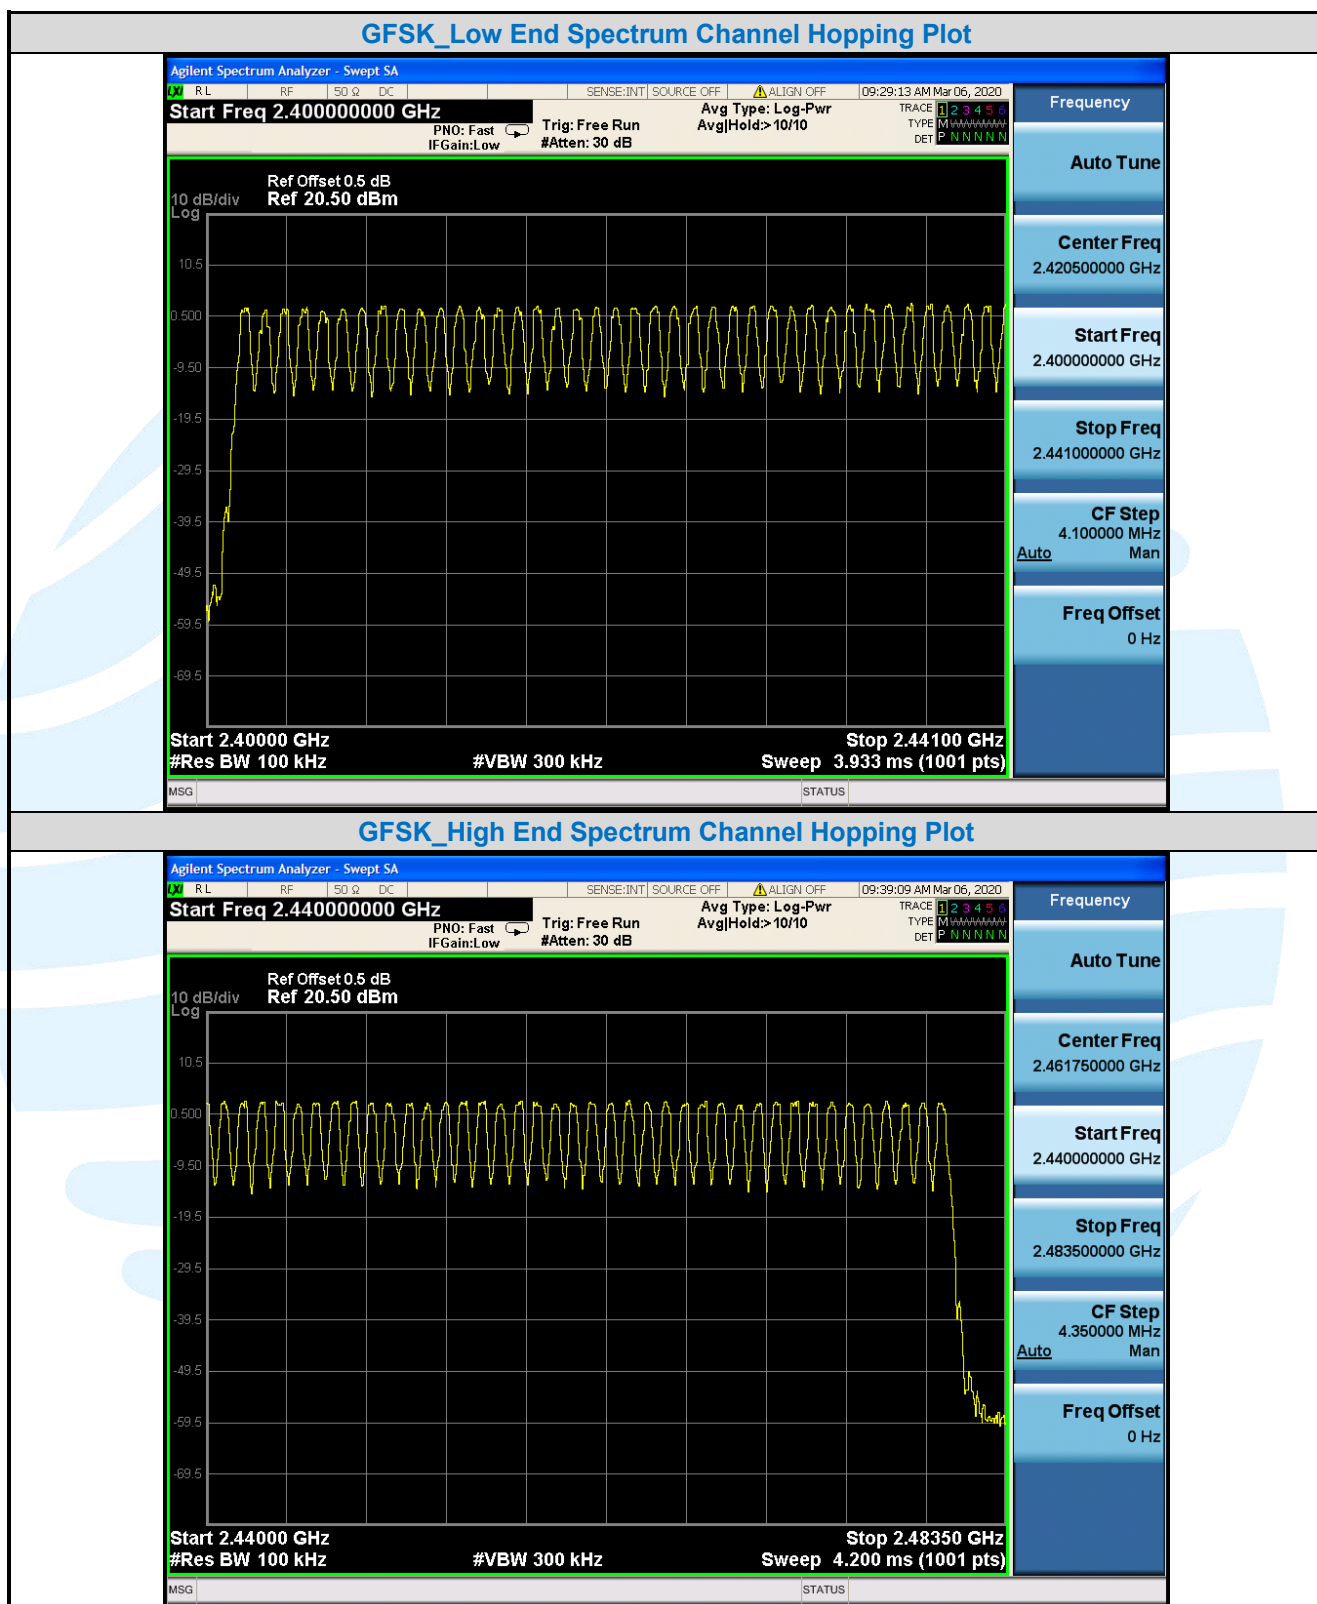 GFSK_Low End Spectrum Channel Hopping Plot
Agilent Spectrum Analyzer - Swept SA
LXI RL RF 50 Ω DC SENSE:INT SOURCE OFF ALIGN OFF 09:29:13 AM Mar 06, 2020
Start Freq 2.400000000 GHz
PNO: Fast
IFGain:Low
Trig: Free Run
#Atten: 30 dB
Avg Type: Log-Pwr
Avg|Hold:>10/10
TRACE 1 2 3 4 5 6
TYPE M W W W W W
DET P N N N N N
Ref Offset 0.5 dB
10 dB/div Ref 20.50 dBm
Log
10.5
0.500
-9.50
-19.5
-29.5
-39.5
-49.5
-59.5
-69.5
Start 2.40000 GHz Stop 2.44100 GHz
#Res BW 100 kHz #VBW 300 kHz Sweep 3.933 ms (1001 pts)
MSG STATUS
Frequency
Auto Tune
Center Freq
2.420500000 GHz
Start Freq
2.400000000 GHz
Stop Freq
2.441000000 GHz
CF Step
4.100000 MHz
Auto Man
Freq Offset
0 Hz
GFSK_High End Spectrum Channel Hopping Plot
Agilent Spectrum Analyzer - Swept SA
LXI RL RF 50 Ω DC SENSE:INT SOURCE OFF ALIGN OFF 09:39:09 AM Mar 06, 2020
Start Freq 2.440000000 GHz
PNO: Fast
IFGain:Low
Trig: Free Run
#Atten: 30 dB
Avg Type: Log-Pwr
Avg|Hold:>10/10
TRACE 1 2 3 4 5 6
TYPE M W W W W W
DET P N N N N N
Ref Offset 0.5 dB
10 dB/div Ref 20.50 dBm
Log
10.5
0.500
-9.50
-19.5
-29.5
-39.5
-49.5
-59.5
-69.5
Start 2.44000 GHz Stop 2.48350 GHz
#Res BW 100 kHz #VBW 300 kHz Sweep 4.200 ms (1001 pts)
MSG STATUS
Frequency
Auto Tune
Center Freq
2.461750000 GHz
Start Freq
2.440000000 GHz
Stop Freq
2.483500000 GHz
CF Step
4.350000 MHz
Auto Man
Freq Offset
0 Hz